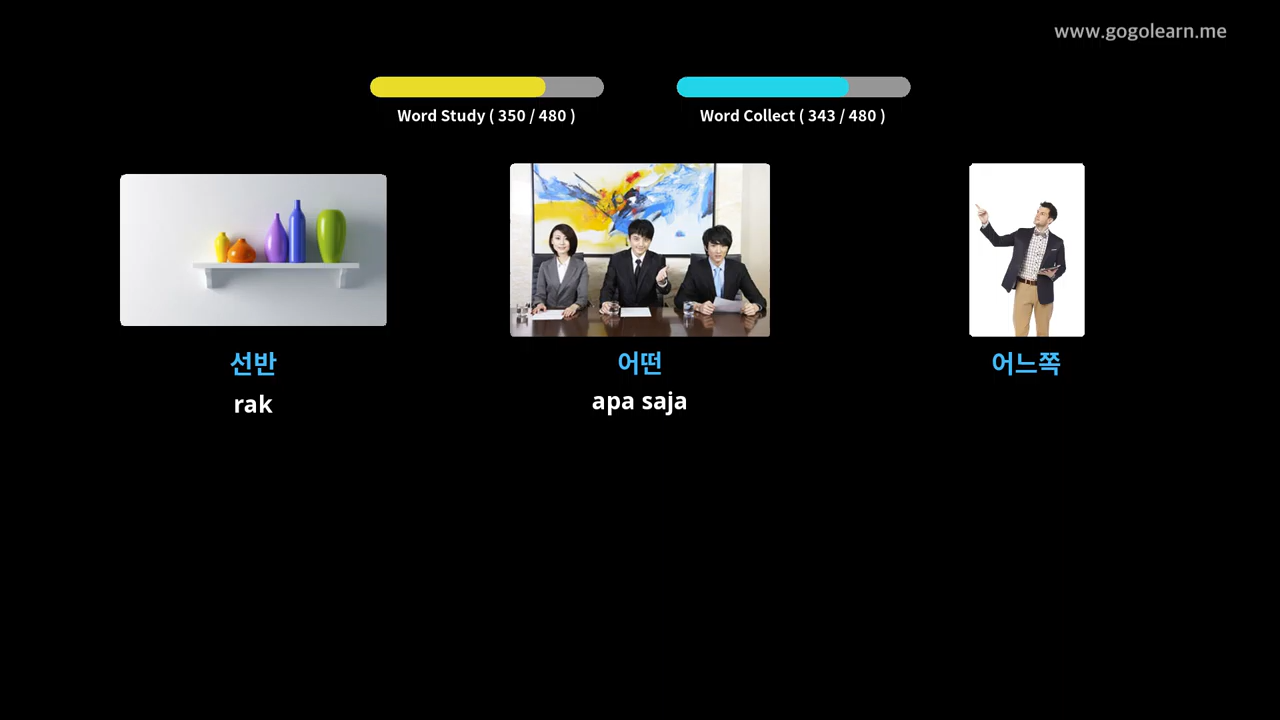 www.gogolearn.me
Word Study ( 350 / 480 )
Word Collect ( 343 / 480 )
선반
rak
어떤
apa saja
어느쪽